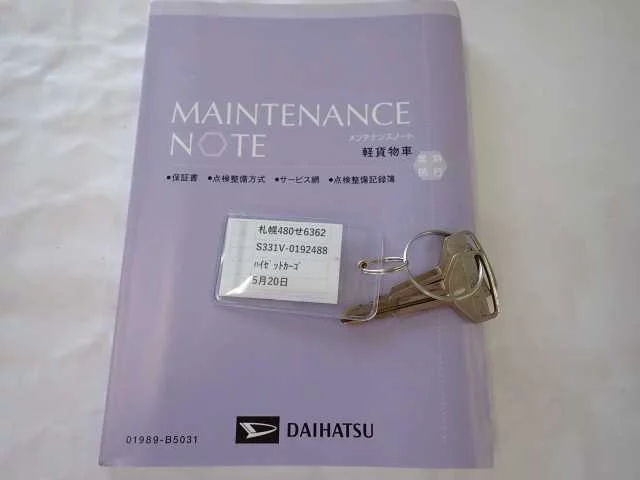 MAINTENANCE
NOTE
メンテナンスノート
軽貨物車
●保証書 ●点検整備方式 ●サービス網 ●点検整備記録簿
札幌480せ6362
S331V-0192488
ﾊｲｾﾞｯﾄｶｰｺﾞ
5月20日
01989-B5031
DAIHATSU